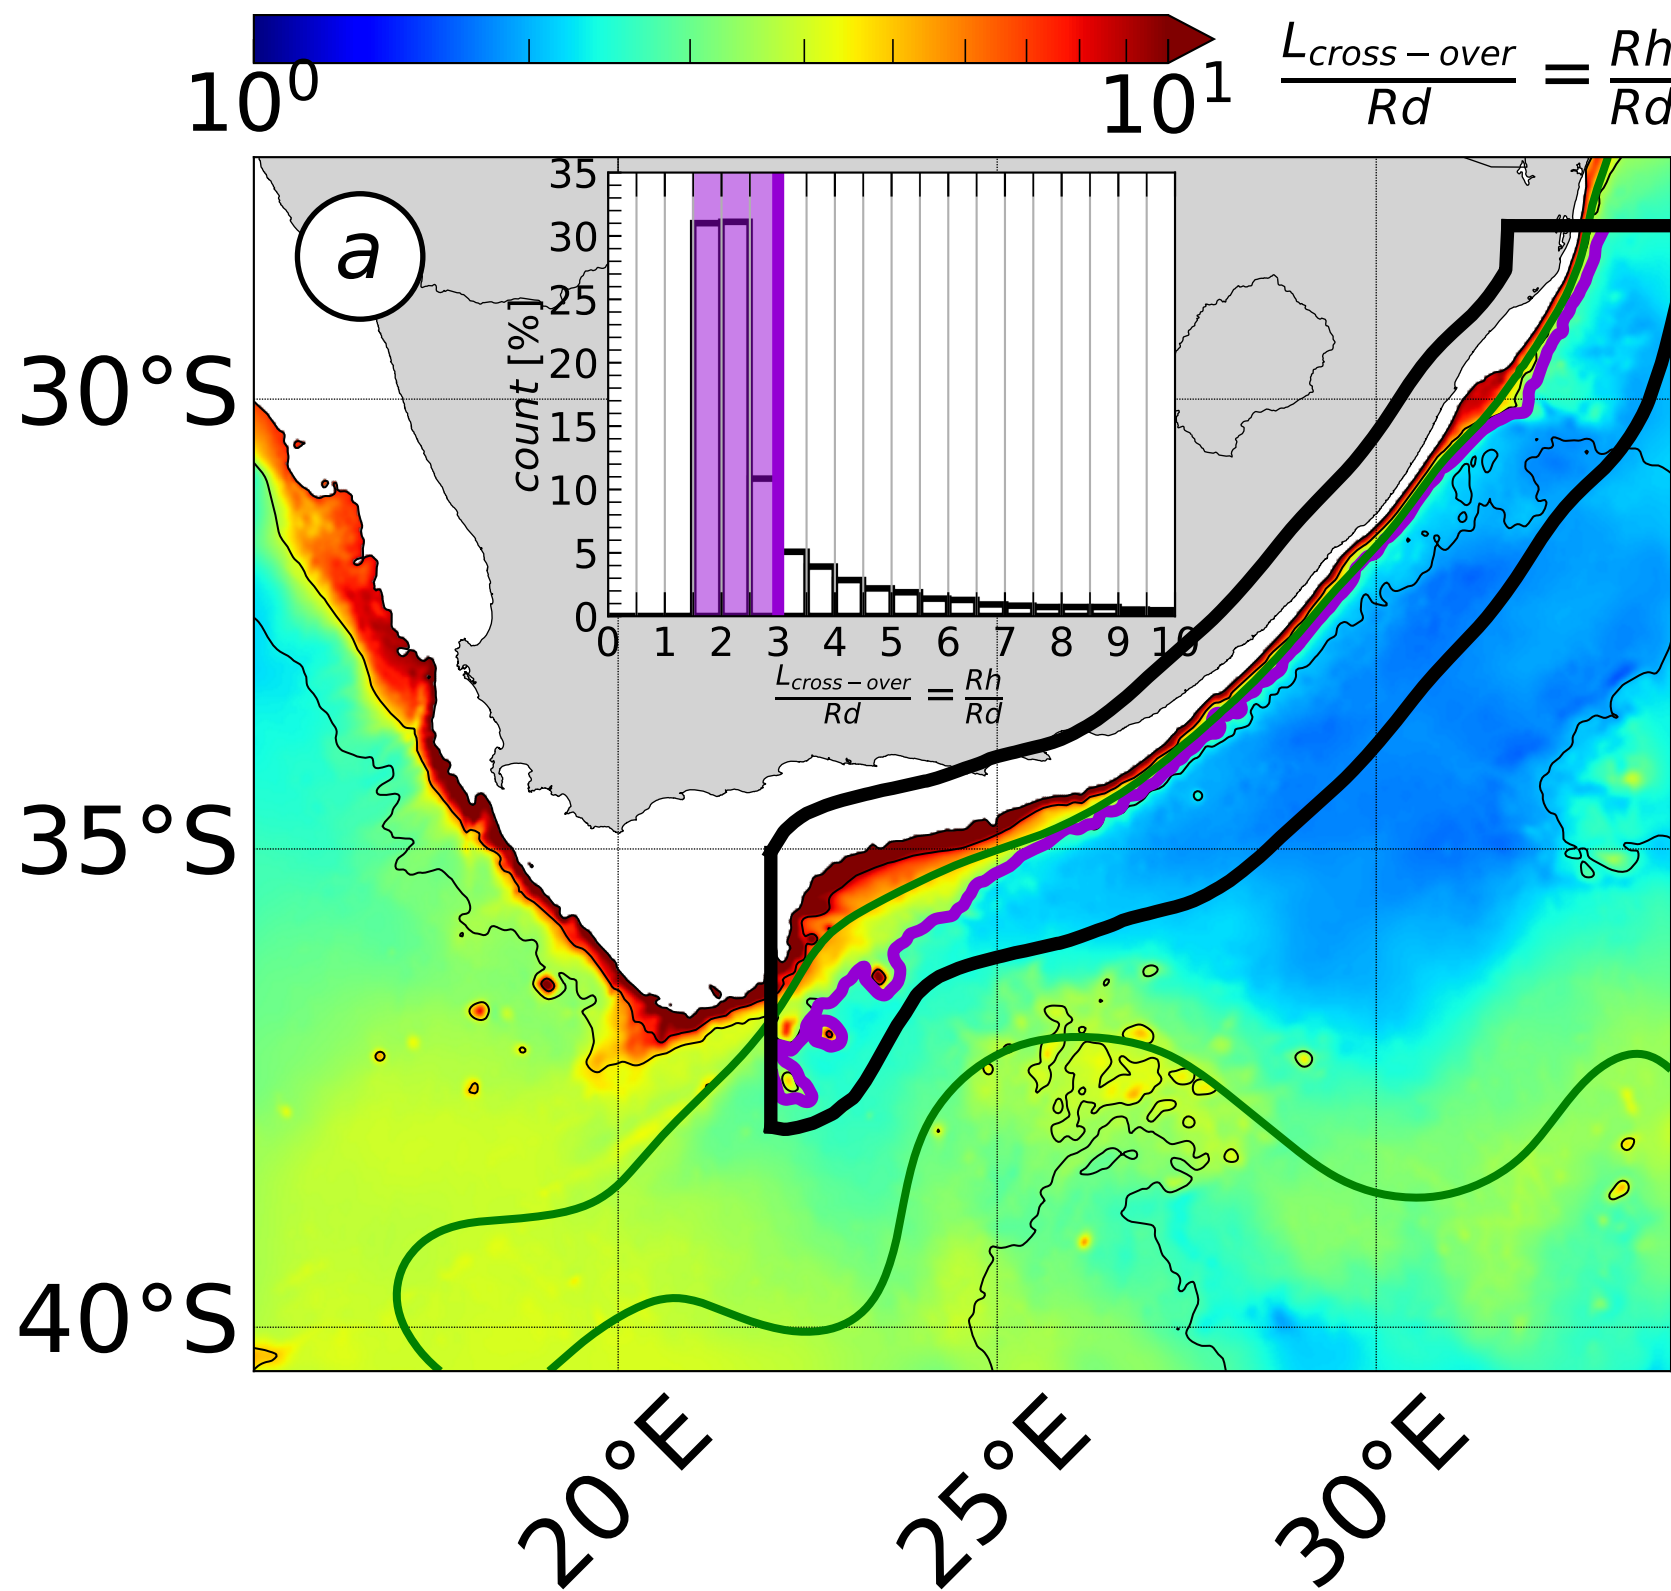 10⁰ 10¹
L_cross-over/Rd = Rh/Rd
a
count [%]
35
30
25
20
15
10
5
0
0 1 2 3 4 5 6 7 8 9 10
L_cross-over/Rd = Rh/Rd
30°S
35°S
40°S
20°E 25°E 30°E